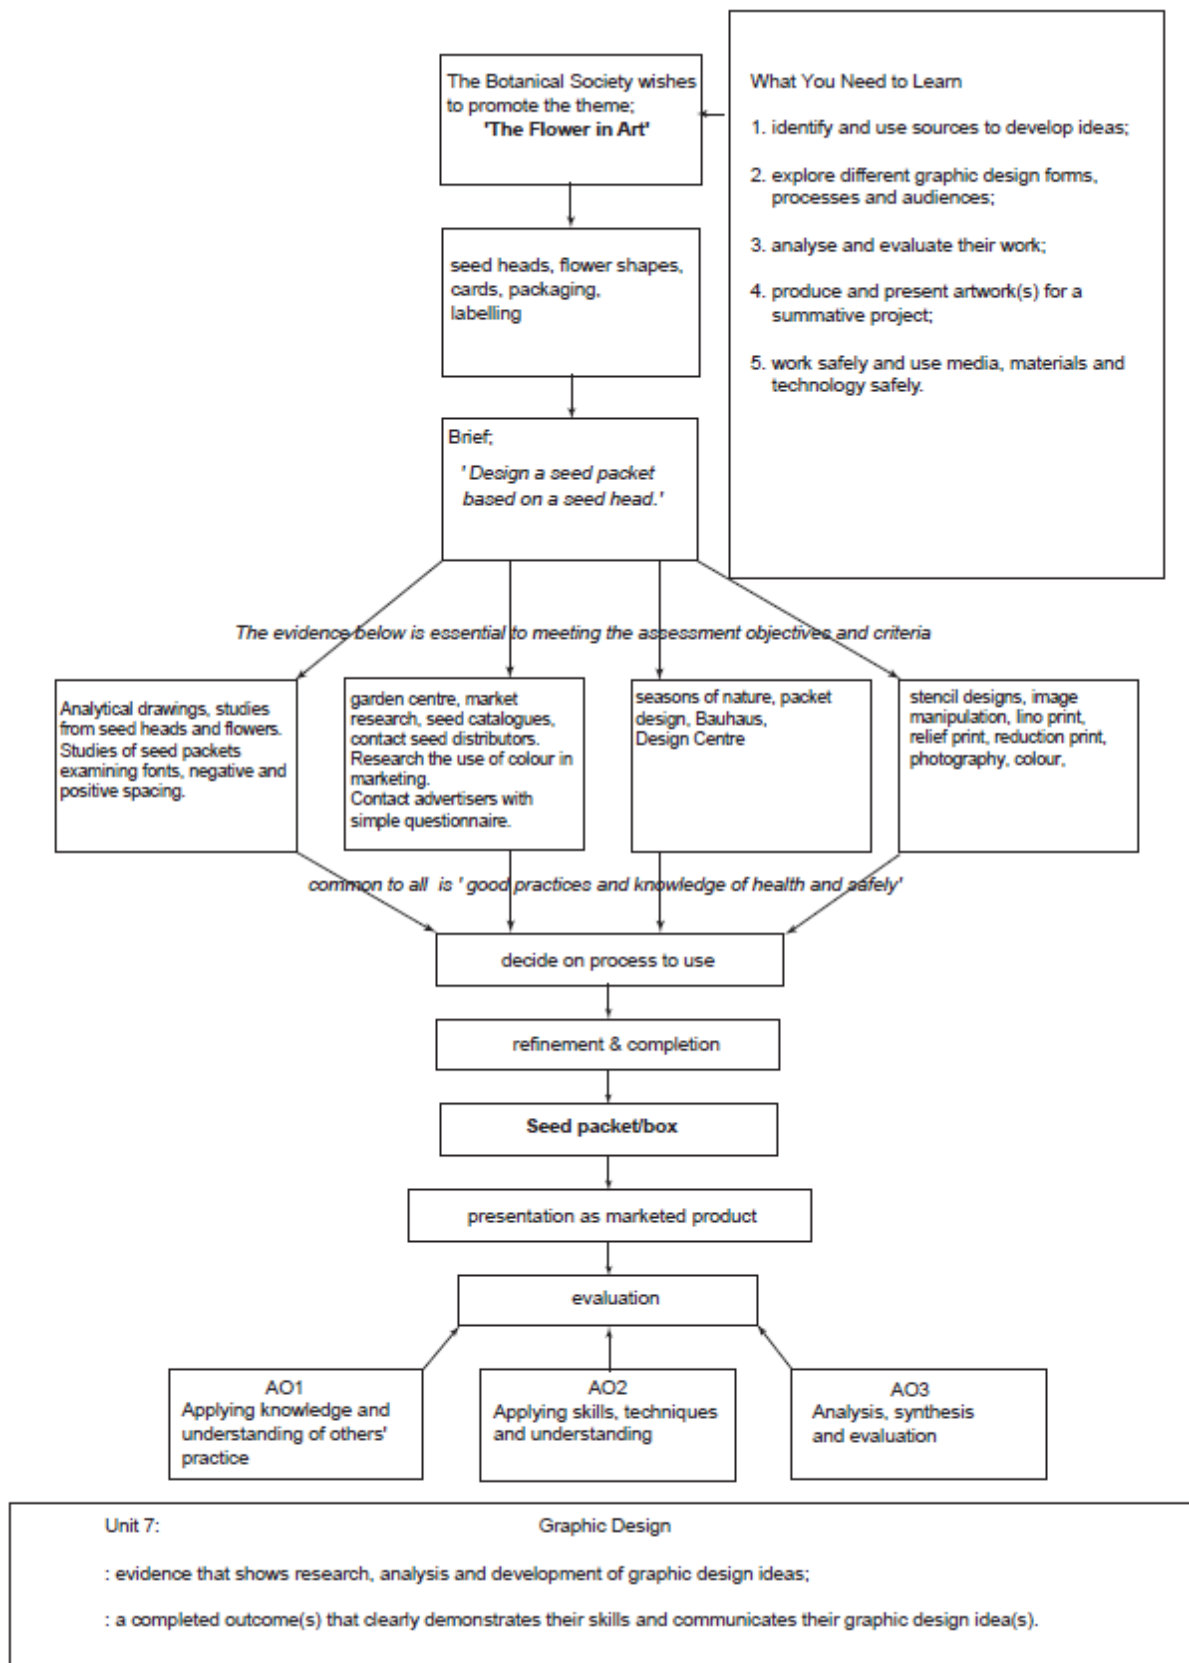 The Botanical Society wishes
to promote the theme;
'The Flower in Art'
What You Need to Learn
1. identify and use sources to develop ideas;
2. explore different graphic design forms,
processes and audiences;
3. analyse and evaluate their work;
4. produce and present artwork(s) for a
summative project;
5. work safely and use media, materials and
technology safely.
seed heads, flower shapes,
cards, packaging,
labelling
Brief;
' Design a seed packet
based on a seed head.'
The evidence below is essential to meeting the assessment objectives and criteria
Analytical drawings, studies
from seed heads and flowers.
Studies of seed packets
examining fonts, negative and
positive spacing.
garden centre, market
research, seed catalogues,
contact seed distributors.
Research the use of colour in
marketing.
Contact advertisers with
simple questionnaire.
seasons of nature, packet
design, Bauhaus,
Design Centre
stencil designs, image
manipulation, lino print,
relief print, reduction print,
photography, colour,
common to all is ' good practices and knowledge of health and safely'
decide on process to use
refinement & completion
Seed packet/box
presentation as marketed product
evaluation
AO1
Applying knowledge and
understanding of others'
practice
AO2
Applying skills, techniques
and understanding
AO3
Analysis, synthesis
and evaluation
Unit 7: Graphic Design
: evidence that shows research, analysis and development of graphic design ideas;
: a completed outcome(s) that clearly demonstrates their skills and communicates their graphic design idea(s).